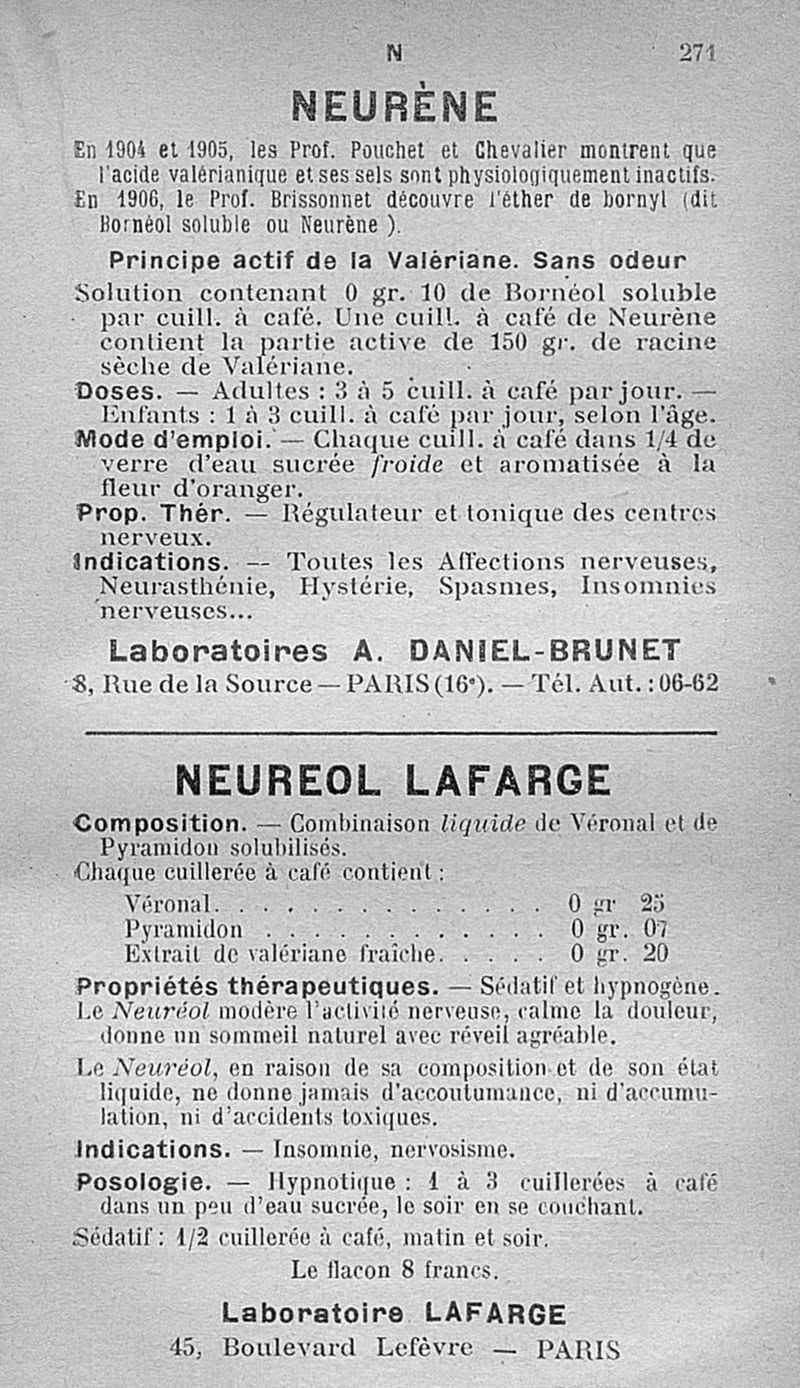 N 271
NEURÈNE
En 1904 et 1905, les Prof. Pouchet et Chevalier montrent que
l'acide valérianique et ses sels sont physiologiquement inactifs.
En 1906, le Prof. Brissonnet découvre l'éther de bornyl (dit
Bornéol soluble ou Neurène ).
Principe actif de la Valériane. Sans odeur
Solution contenant 0 gr. 10 de Bornéol soluble
par cuill. à café. Une cuill. à café de Neurène
contient la partie active de 150 gr. de racine
sèche de Valériane.
Doses. — Adultes : 3 à 5 cuill. à café par jour. —
Enfants : 1 à 3 cuill. à café par jour, selon l'âge.
Mode d'emploi. — Chaque cuill. à café dans 1/4 de
verre d'eau sucrée froide et aromatisée à la
fleur d'oranger.
Prop. Thér. — Régulateur et tonique des centres
nerveux.
Indications. — Toutes les Affections nerveuses,
Neurasthénie, Hystérie, Spasmes, Insomnies
nerveuses...
Laboratoires A. DANIEL-BRUNET
8, Rue de la Source — PARIS (16e). — Tél. Aut. : 06-62
NEUREOL LAFARGE
Composition. — Combinaison liquide de Véronal et de
Pyramidon solubilisés.
Chaque cuillerée à café contient :
Véronal. . . . . . . . . . . . . . . 0 gr 25
Pyramidon . . . . . . . . . . . . . 0 gr. 07
Extrait de valériane fraîche. . . . . . 0 gr. 20
Propriétés thérapeutiques. — Sédatif et hypnogène.
Le Neuréol modère l'activité nerveuse, calme la douleur,
donne un sommeil naturel avec réveil agréable.
Le Neuréol, en raison de sa composition et de son état
liquide, ne donne jamais d'accoutumance, ni d'accumu-
lation, ni d'accidents toxiques.
Indications. — Insomnie, nervosisme.
Posologie. — Hypnotique : 1 à 3 cuillerées à café
dans un peu d'eau sucrée, le soir en se couchant.
Sédatif : 1/2 cuillerée à café, matin et soir.
Le flacon 8 francs.
Laboratoire LAFARGE
45, Boulevard Lefèvre — PARIS